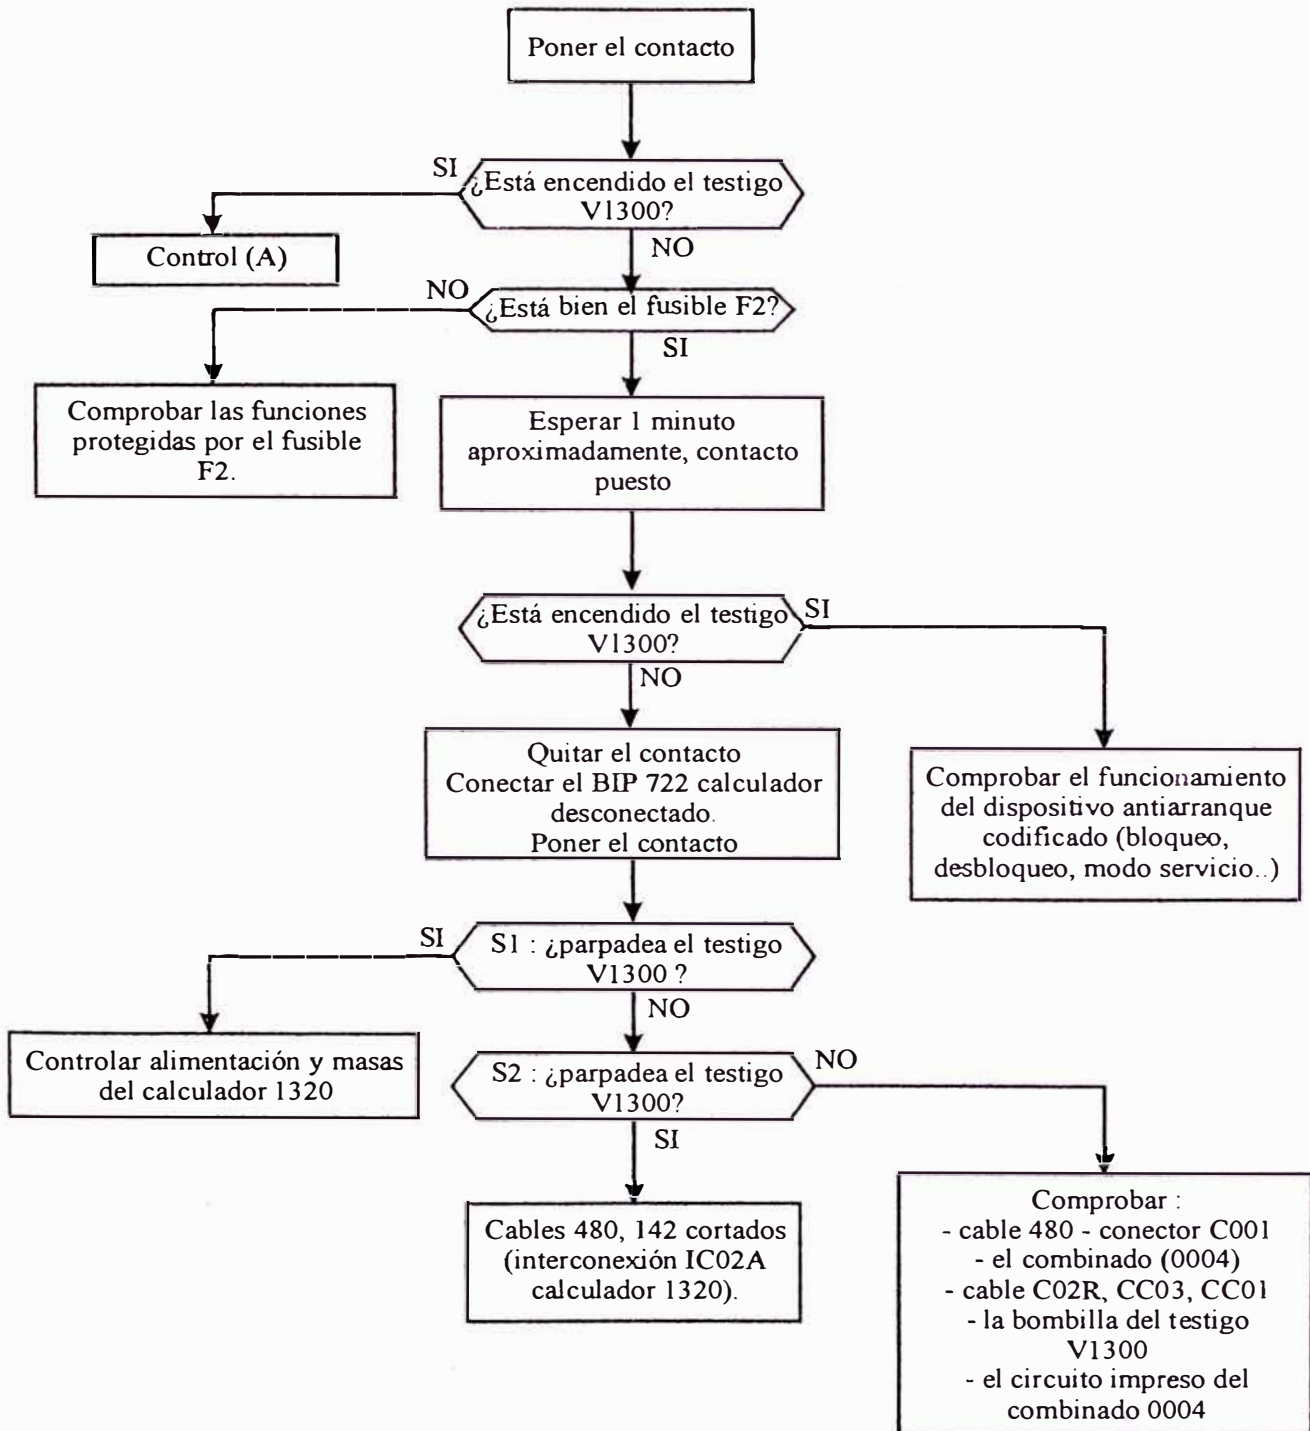 Poner el contacto
SI
¿Está encendido el testigo
V1300?
NO
Control (A)
NO
¿Está bien el fusible F2?
SI
Comprobar las funciones
protegidas por el fusible
F2.
Esperar 1 minuto
aproximadamente, contacto
puesto
¿Está encendido el testigo
V1300?
SI
NO
Quitar el contacto
Conectar el BIP 722 calculador
desconectado.
Poner el contacto
Comprobar el funcionamiento
del dispositivo antiarranque
codificado (bloqueo,
desbloqueo, modo servicio..)
SI
S1 : ¿parpadea el testigo
V1300 ?
NO
Controlar alimentación y masas
del calculador 1320
S2 : ¿parpadea el testigo
V1300?
NO
SI
Cables 480, 142 cortados
(interconexión IC02A
calculador 1320).
Comprobar :
- cable 480 - conector C001
- el combinado (0004)
- cable C02R, CC03, CC01
- la bombilla del testigo
V1300
- el circuito impreso del
combinado 0004